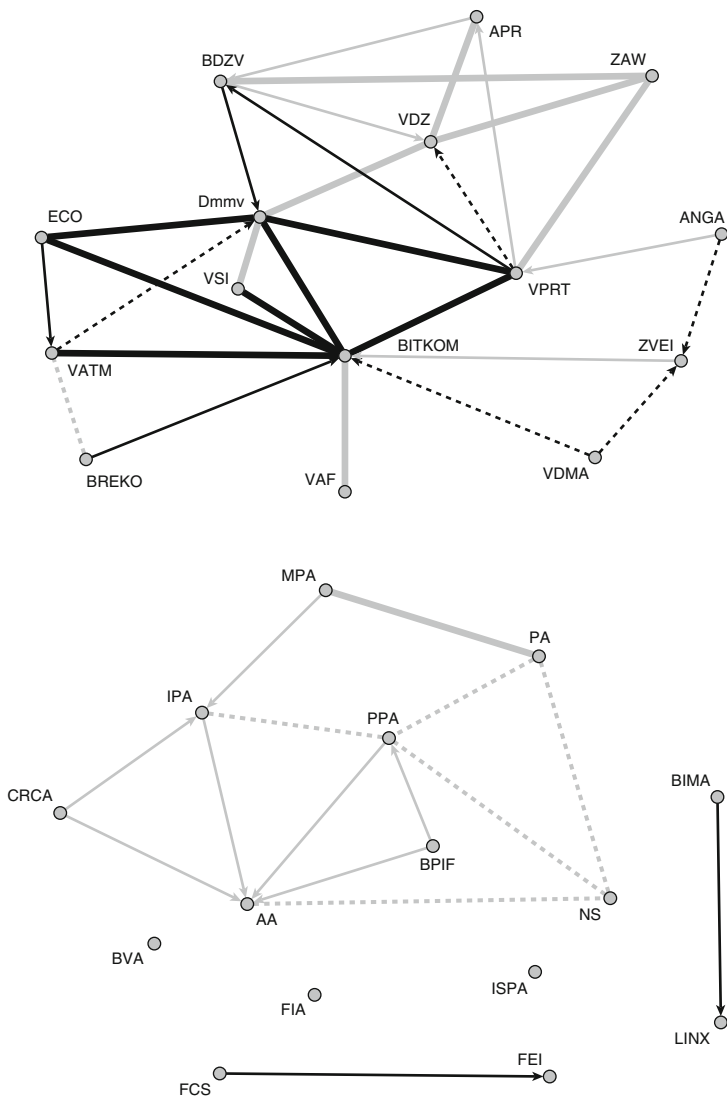 APR
BDZV
ZAW
VDZ
Dmmv
ECO
ANGA
VSI
VPRT
BITKOM
ZVEI
VATM
BREKO
VAF
VDMA
MPA
PA
IPA
PPA
CRCA
BIMA
BPIF
AA
NS
BVA
ISPA
FIA
LINX
FEI
FCS